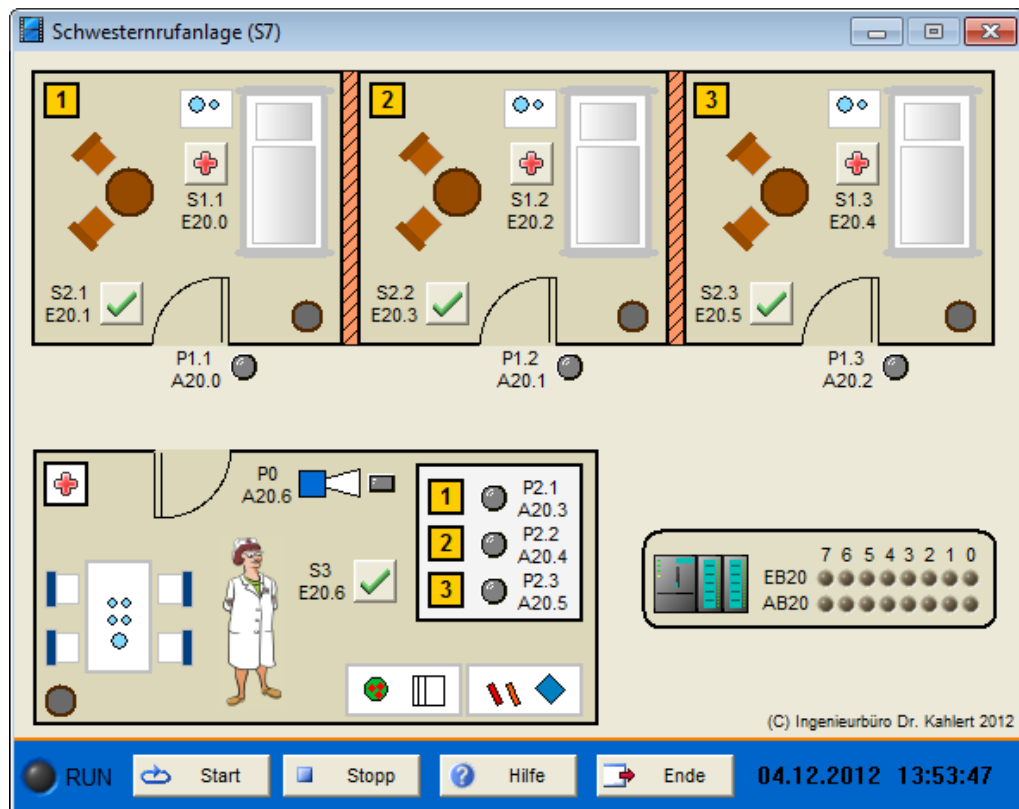 Schwesternrufanlage (S7)
1
2
3
S1.1
E20.0
S1.2
E20.2
S1.3
E20.4
S2.1
E20.1
S2.2
E20.3
S2.3
E20.5
P1.1
A20.0
P1.2
A20.1
P1.3
A20.2
P0
A20.6
1
P2.1
A20.3
2
P2.2
A20.4
3
P2.3
A20.5
S3
E20.6
7 6 5 4 3 2 1 0
EB20
AB20
(C) Ingenieurbüro Dr. Kahlert 2012
RUN
Start
Stopp
Hilfe
Ende
04.12.2012 13:53:47